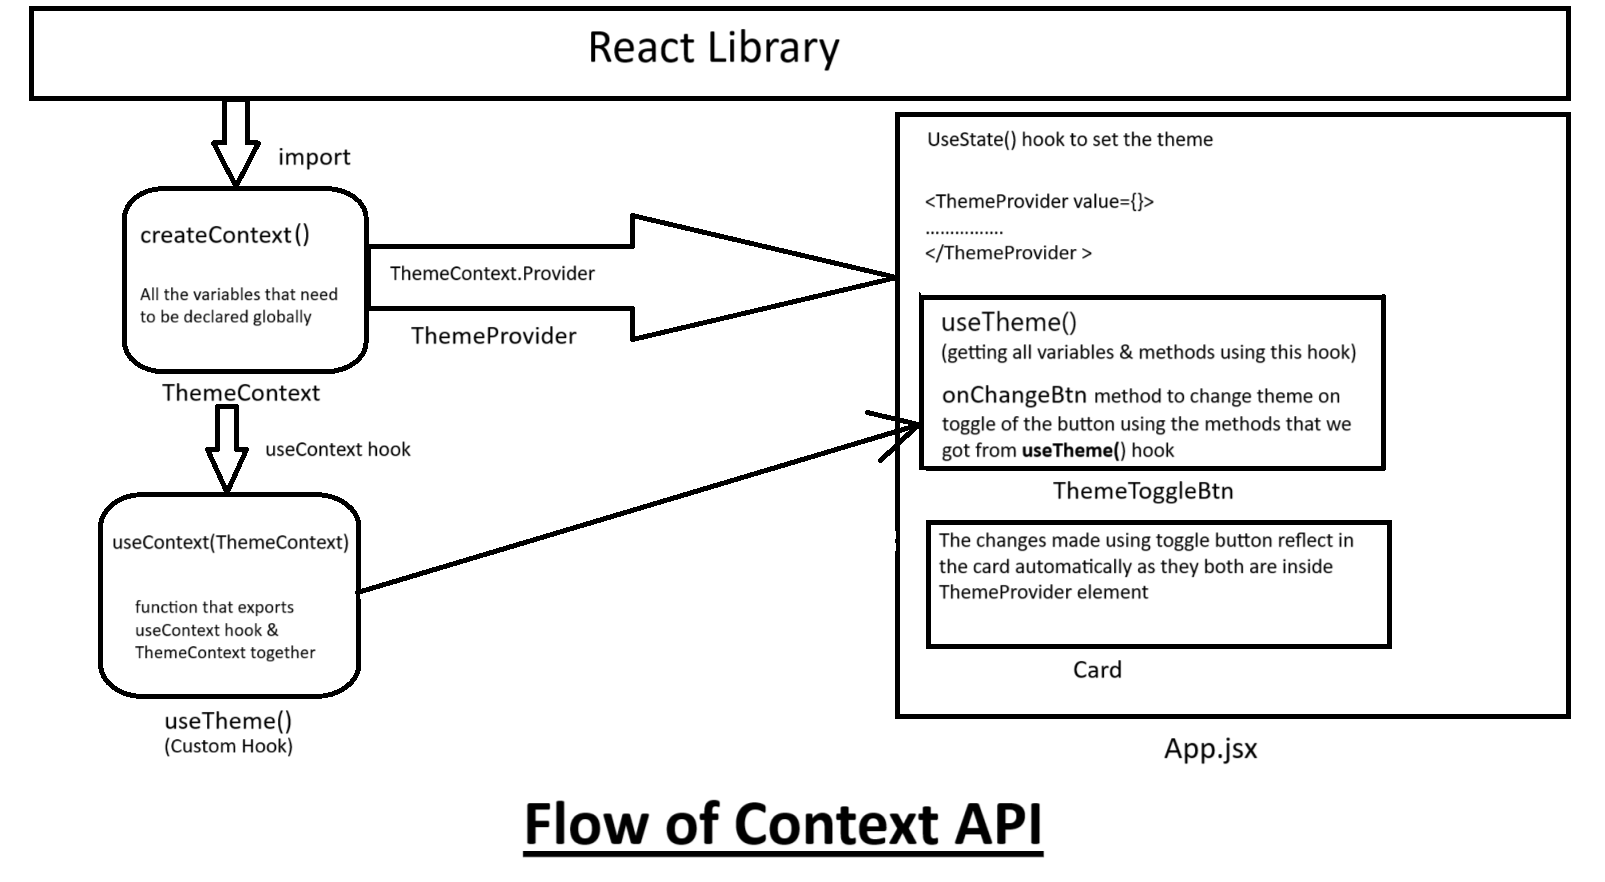 React Library
import
createContext()
All the variables that need
to be declared globally
ThemeContext
ThemeContext.Provider
ThemeProvider
useContext hook
useContext(ThemeContext)
function that exports
useContext hook &
ThemeContext together
useTheme()
(Custom Hook)
UseState() hook to set the theme
<ThemeProvider value={}>
...............
</ThemeProvider >
useTheme()
(getting all variables & methods using this hook)
onChangeBtn method to change theme on
toggle of the button using the methods that we
got from useTheme() hook
ThemeToggleBtn
The changes made using toggle button reflect in
the card automatically as they both are inside
ThemeProvider element
Card
App.jsx
Flow of Context API